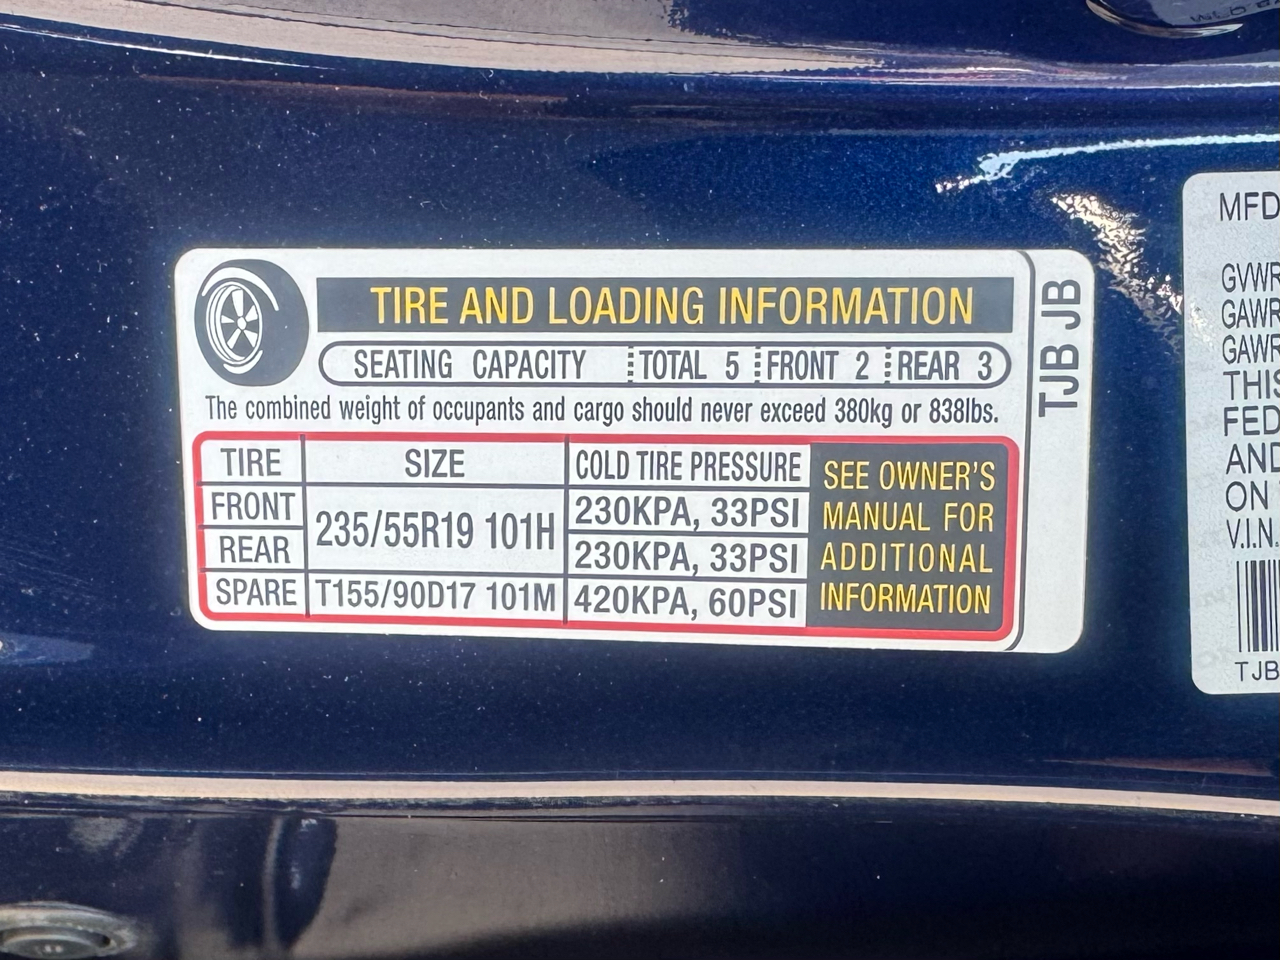 TIRE AND LOADING INFORMATION
SEATING CAPACITY TOTAL 5 FRONT 2 REAR 3
The combined weight of occupants and cargo should never exceed 380kg or 838lbs.
TIRE SIZE COLD TIRE PRESSURE
FRONT 235/55R19 101H 230KPA, 33PSI
REAR 230KPA, 33PSI
SPARE T155/90D17 101M 420KPA, 60PSI
SEE OWNER'S
MANUAL FOR
ADDITIONAL
INFORMATION
TJB JB
MFD
GVWR
GAWR
GAWR
THIS
FED
AND
ON
V.I.N.
TJB